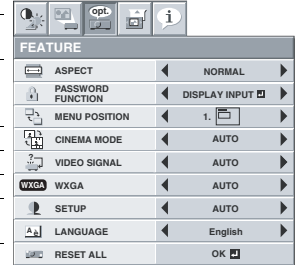 opt.
i
FEATURE
ASPECT NORMAL
PASSWORD FUNCTION DISPLAY INPUT
MENU POSITION 1.
CINEMA MODE AUTO
VIDEO SIGNAL AUTO
WXGA WXGA AUTO
SETUP AUTO
LANGUAGE English
RESET ALL OK